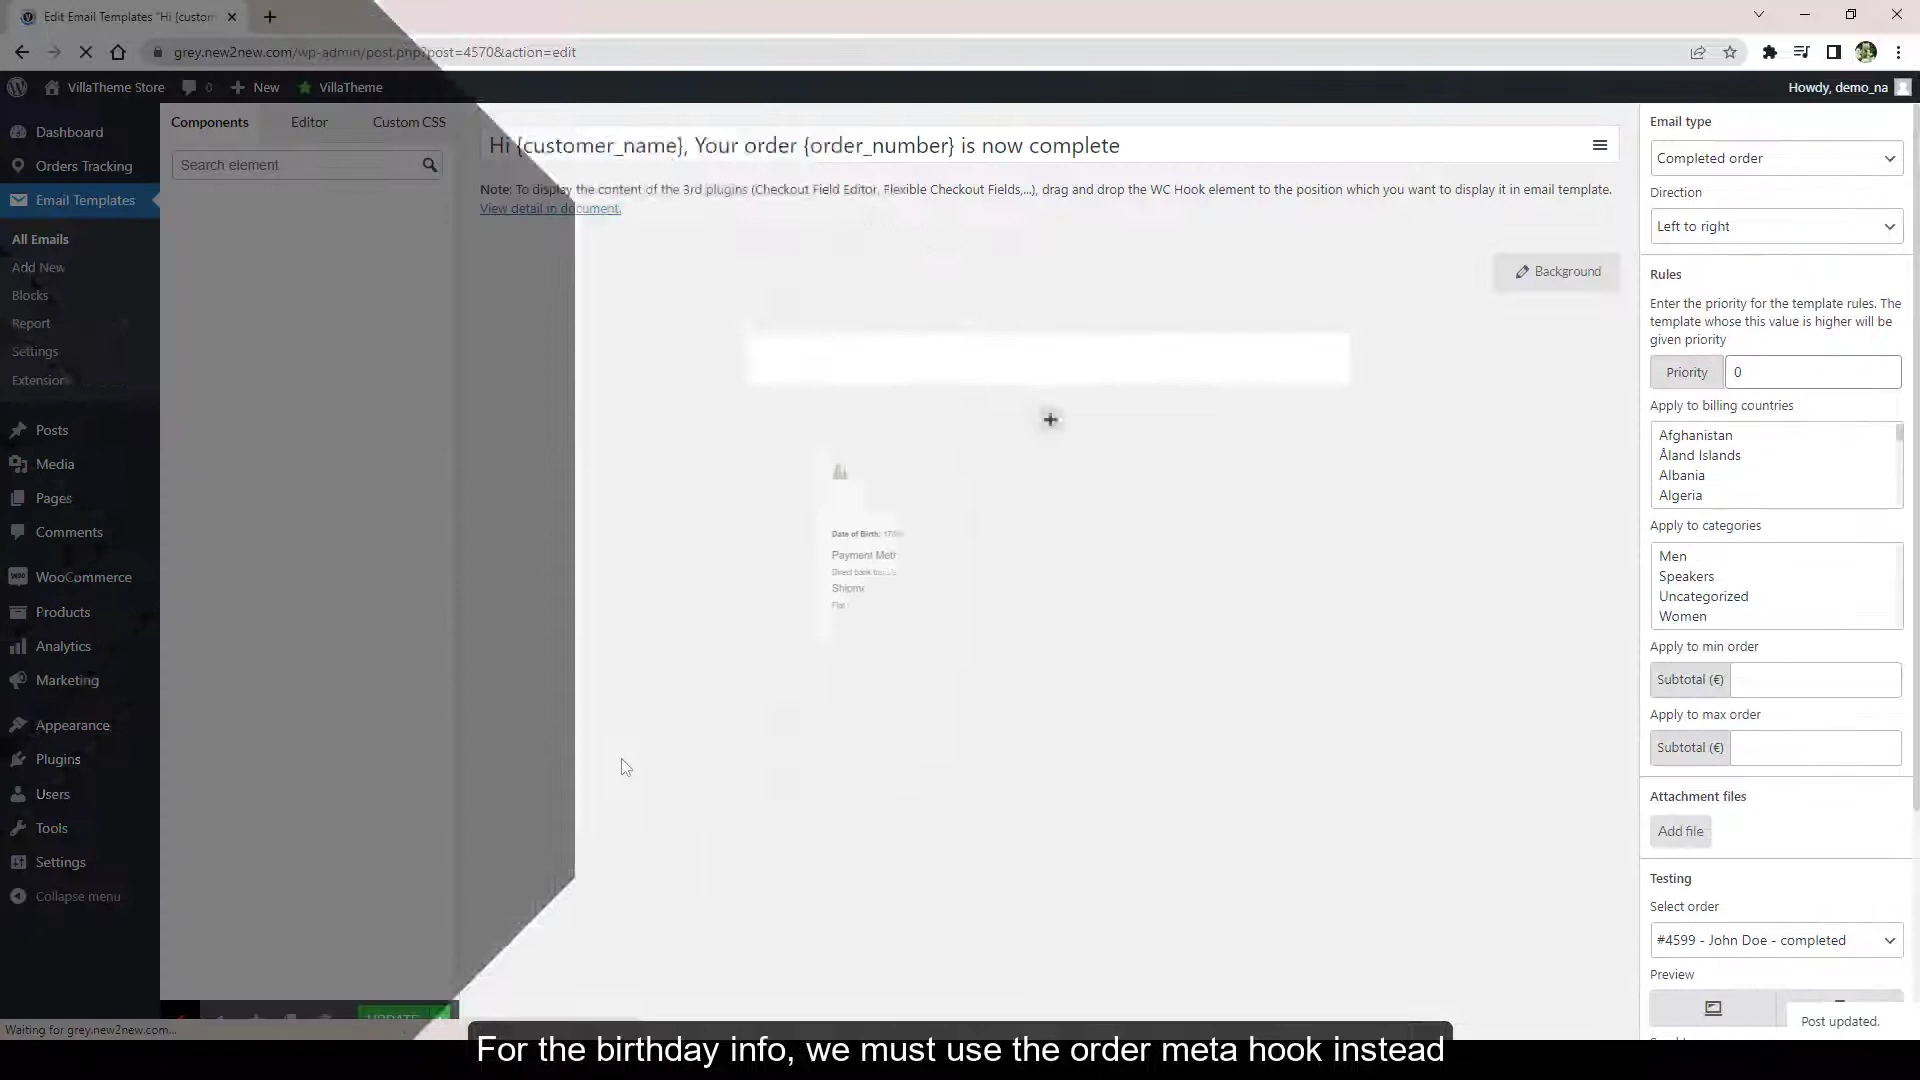 Edit Email Templates "Hi {custom
grey.new2new.com/wp-admin/post.php?post=4570&action=edit
VillaTheme Store
0
New
VillaTheme
Howdy, demo_na
Dashboard
Orders Tracking
Email Templates
All Emails
Add New
Blocks
Report
Settings
Extension
Posts
Media
Pages
Comments
WooCommerce
Products
Analytics
Marketing
Appearance
Plugins
Users
Tools
Settings
Collapse menu
Components
Editor
Custom CSS
Search element
UPDATE
Hi {customer_name}, Your order {order_number} is now complete
Note: To display the content of the 3rd plugins (Checkout Field Editor, Flexible Checkout Fields,...), drag and drop the WC Hook element to the position which you want to display it in email template.
View detail in document.
Background
Date of Birth:
Payment Meth
Direct bank
Email type
Completed order
Direction
Left to right
Rules
Enter the priority for the template rules. The
template whose this value is higher will be
given priority
Priority
0
Apply to billing countries
Afghanistan
Åland Islands
Albania
Algeria
Apply to categories
Men
Speakers
Uncategorized
Women
Apply to min order
Subtotal (€)
Apply to max order
Subtotal (€)
Attachment files
Add file
Testing
Select order
#4599 - John Doe - completed
Preview
Post updated.
Waiting for grey.new2new.com...
For the birthday info, we must use the order meta hook instead